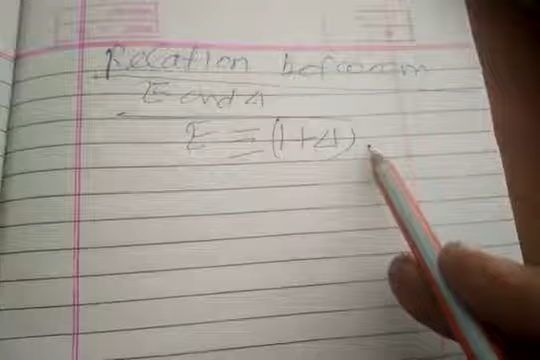 Relation between
E and Δ
E ≡ (1+Δ)